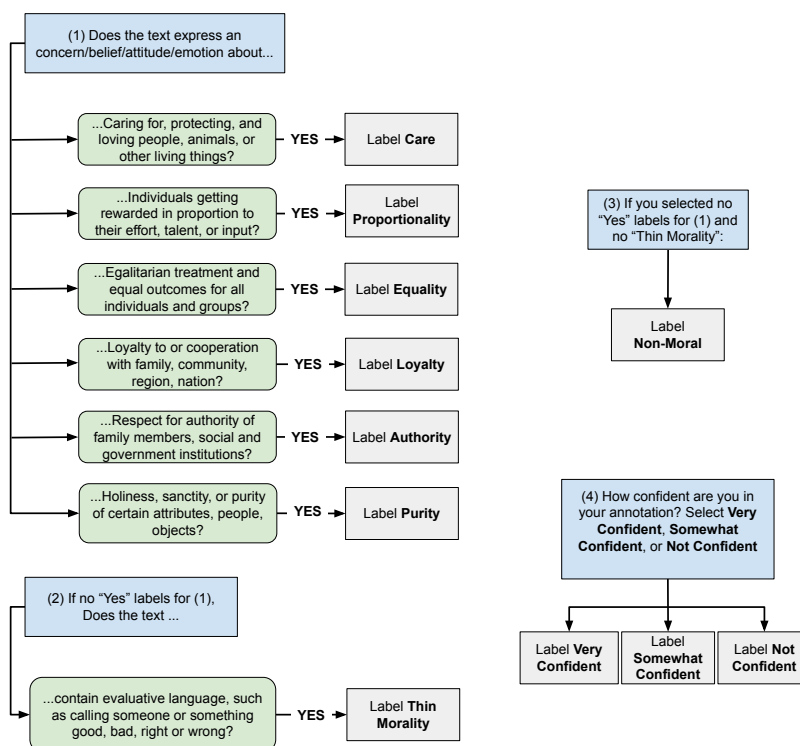 (1) Does the text express an
concern/belief/attitude/emotion about...
...Caring for, protecting, and
loving people, animals, or
other living things?
YES
Label Care
...Individuals getting
rewarded in proportion to
their effort, talent, or input?
YES
Label
Proportionality
...Egalitarian treatment and
equal outcomes for all
individuals and groups?
YES
Label Equality
...Loyalty to or cooperation
with family, community,
region, nation?
YES
Label Loyalty
...Respect for authority of
family members, social and
government institutions?
YES
Label Authority
...Holiness, sanctity, or purity
of certain attributes, people,
objects?
YES
Label Purity
(2) If no “Yes” labels for (1),
Does the text ...
...contain evaluative language, such
as calling someone or something
good, bad, right or wrong?
YES
Label Thin
Morality
(3) If you selected no
“Yes” labels for (1) and
no “Thin Morality”:
Label
Non-Moral
(4) How confident are you in
your annotation? Select Very
Confident, Somewhat
Confident, or Not Confident
Label Very
Confident
Label
Somewhat
Confident
Label Not
Confident